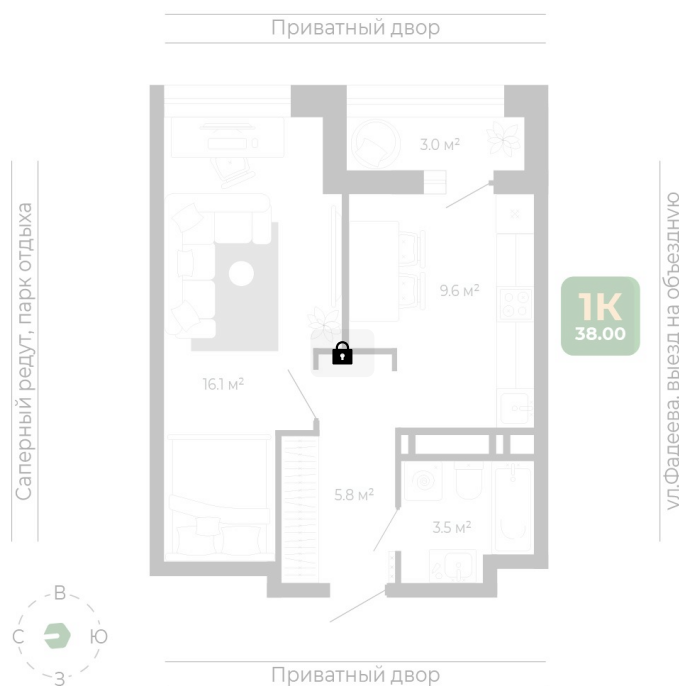 Приватный двор
3.0 м²
Саперный редут, парк отдыха
ул.Фадеева, выезд на объездную
9.6 м²
1К
38.00
16.1 м²
5.8 м²
3.5 м²
В
С
Ю
З
Приватный двор